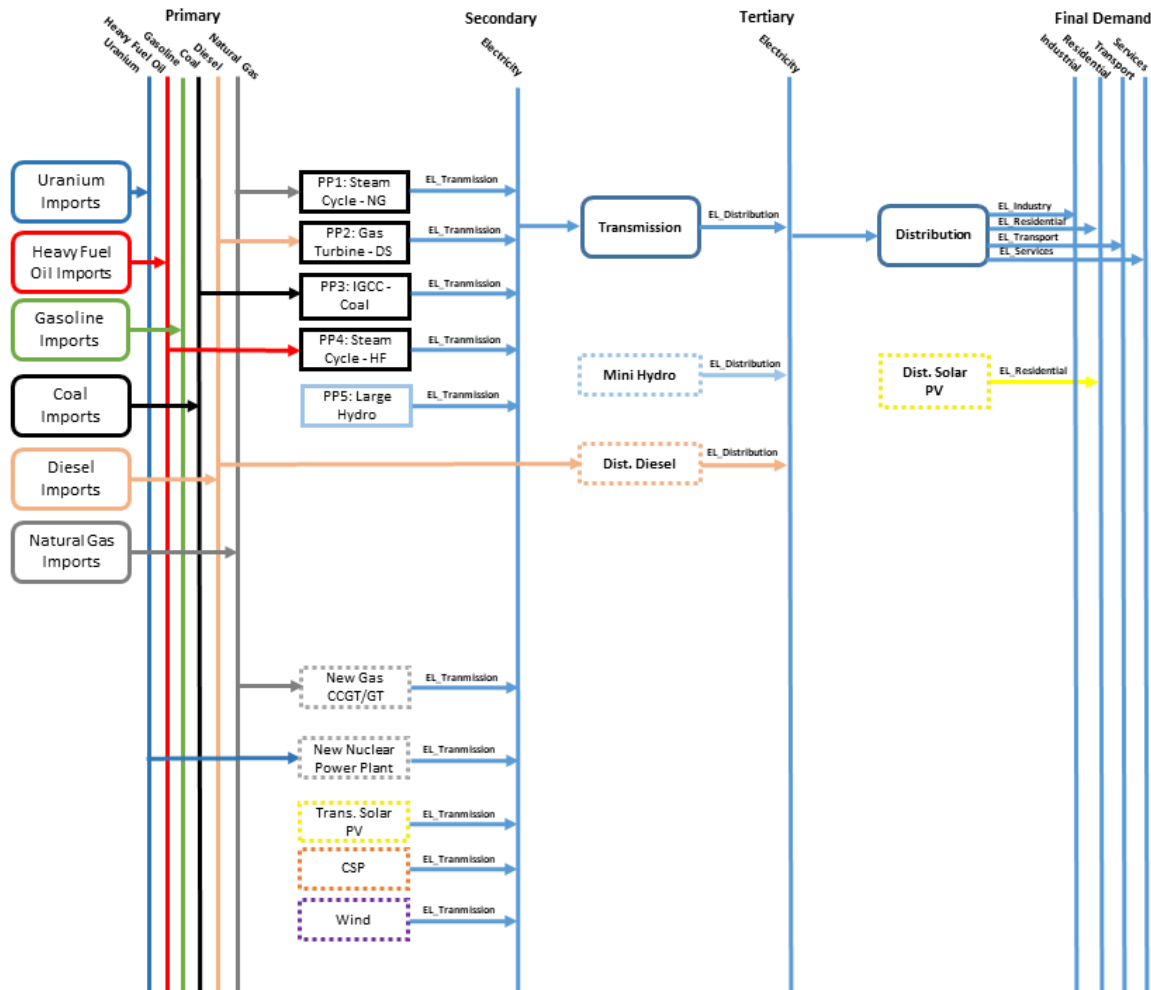 Primary
Secondary
Tertiary
Final Demand
Uranium
Heavy Fuel Oil
Gasoline
Coal
Diesel
Natural Gas
Electricity
Electricity
Industrial
Residential
Transport
Services
Uranium
Imports
PP1: Steam
Cycle - NG
EL_Tranmission
Heavy Fuel
Oil Imports
PP2: Gas
Turbine - DS
EL_Tranmission
Transmission
EL_Distribution
Distribution
EL_Industry
EL_Residential
EL_Transport
EL_Services
Gasoline
Imports
PP3: IGCC -
Coal
EL_Tranmission
PP4: Steam
Cycle - HF
EL_Tranmission
Coal
Imports
PP5: Large
Hydro
EL_Tranmission
Mini Hydro
EL_Distribution
Dist. Solar
PV
EL_Residential
Diesel
Imports
Dist. Diesel
EL_Distribution
Natural Gas
Imports
New Gas
CCGT/GT
EL_Tranmission
New Nuclear
Power Plant
EL_Tranmission
Trans. Solar
PV
EL_Tranmission
CSP
EL_Tranmission
Wind
EL_Tranmission